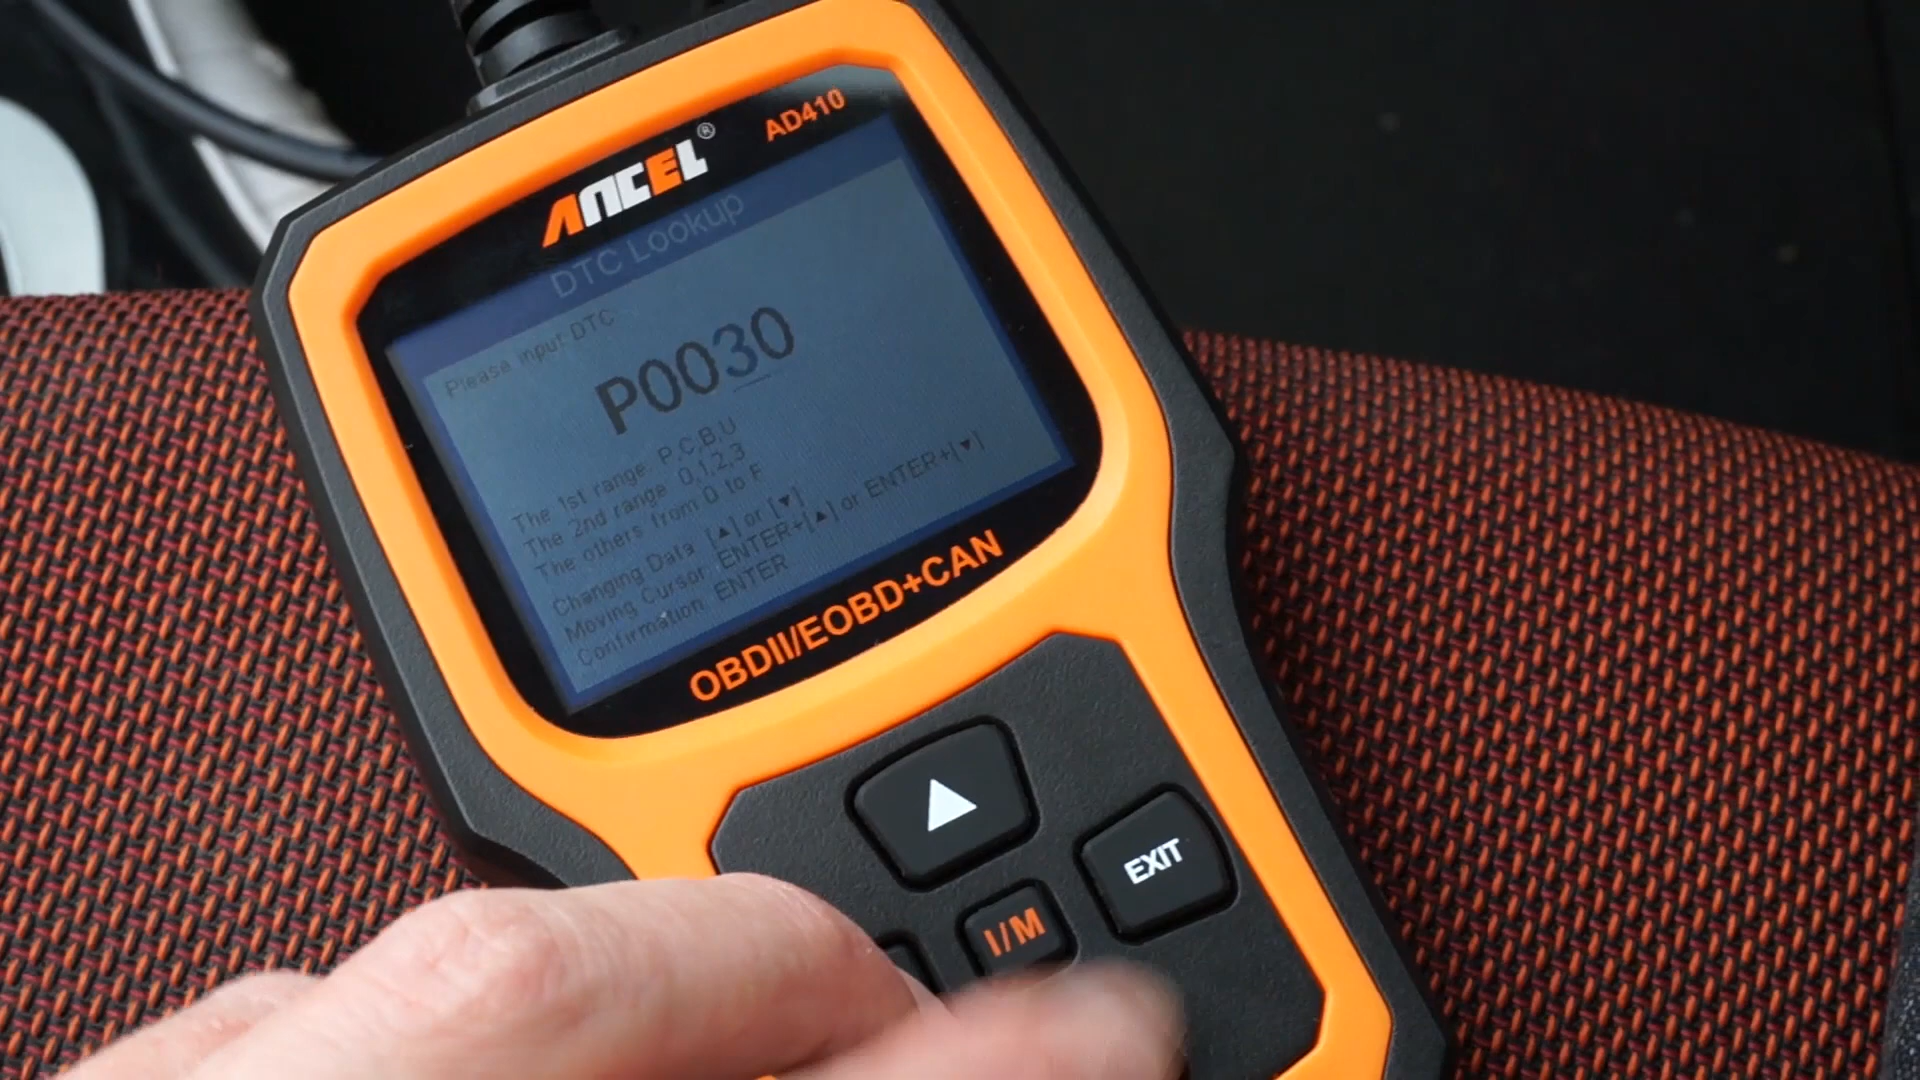 ANCEL®
AD410
DTC Lookup
Please input DTC:
P0030
The 1st range: P,C,B,U
The 2nd range: 0,1,2,3
The others from 0 to F
Changing Data: [▲] or [▼]
Moving Cursor: ENTER+[▲] or ENTER+[▼]
Confirmation: ENTER
OBDII/EOBD+CAN
▲
EXIT
I/M